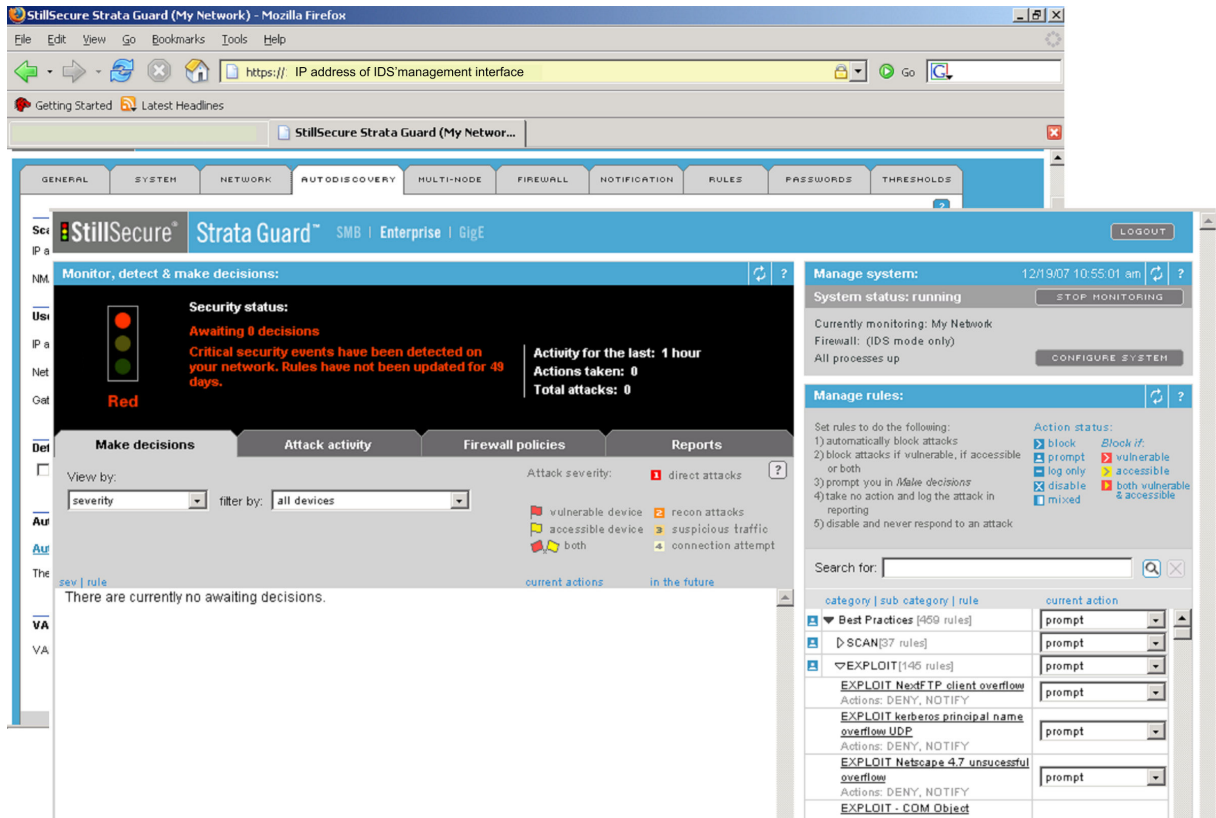 StillSecure Strata Guard (My Network) - Mozilla Firefox
File Edit View Go Bookmarks Tools Help
https:// IP address of IDS'management interface
Go
G
Getting Started Latest Headlines
StillSecure Strata Guard (My Networ...
GENERAL SYSTEM NETWORK AUTODISCOVERY MULTI-NODE FIREWALL NOTIFICATION RULES PASSWORDS THRESHOLDS
?
IP a
NM
IP a
Net
Gat
Det
The
VA
VA
StillSecure® Strata Guard™ SMB | Enterprise | GigE
LOGOUT
Monitor, detect & make decisions: ?
Security status:
Awaiting 0 decisions
Critical security events have been detected on
your network. Rules have not been updated for 49
days.
Red
Activity for the last: 1 hour
Actions taken: 0
Total attacks: 0
Make decisions Attack activity Firewall policies Reports
View by:
severity filter by: all devices
Attack severity: 1 direct attacks ?
vulnerable device 2 recon attacks
accessible device 3 suspicious traffic
both 4 connection attempt
sev | rule current actions in the future
There are currently no awaiting decisions.
Manage system: 12/19/07 10:55:01 am ?
System status: running STOP MONITORING
Currently monitoring: My Network
Firewall: (IDS mode only)
All processes up CONFIGURE SYSTEM
Manage rules: ?
Set rules to do the following:
1) automatically block attacks
2) block attacks if vulnerable, if accessible
or both
3) prompt you in Make decisions
4) take no action and log the attack in
reporting
5) disable and never respond to an attack
Action status:
block Block if:
prompt vulnerable
log only accessible
disable both vulnerable
& accessible
mixed
Search for:
category | sub category | rule current action
Best Practices [459 rules] prompt
SCAN[37 rules] prompt
EXPLOIT[145 rules] prompt
EXPLOIT NextFTP client overflow prompt
Actions: DENY, NOTIFY
EXPLOIT kerberos principal name
overflow UDP prompt
Actions: DENY, NOTIFY
EXPLOIT Netscape 4.7 unsucessful
overflow prompt
Actions: DENY, NOTIFY
EXPLOIT - COM Object